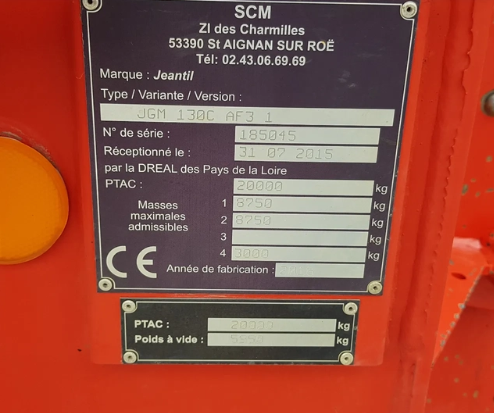 SCM
ZI des Charmilles
53390 St AIGNAN SUR ROË
Tél: 02.43.06.69.69
Marque : Jeantil
Type / Variante / Version :
JGM 130C AF3 1
N° de série : 185045
Réceptionné le : 31 07 2015
par la DREAL des Pays de la Loire
PTAC : 20000 kg
Masses maximales admissibles
1 8750 kg
2 8750 kg
3 kg
4 3000 kg
CE
Année de fabrication :
PTAC : 20000 kg
Poids à vide : kg